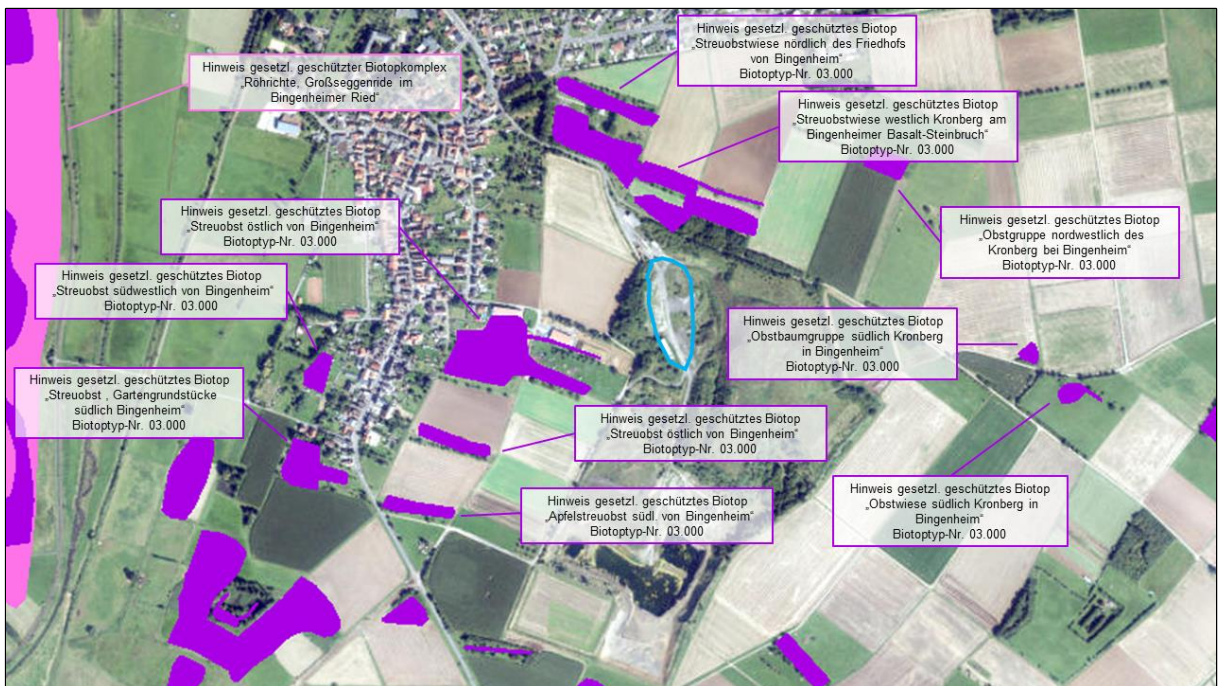 Hinweis gesetzl. geschützter Biotopkomplex
„Röhrichte, Großseggenride im
Bingenheimer Ried“
Hinweis gesetzl. geschütztes Biotop
„Streuobstwiese nördlich des Friedhofs
von Bingenheim“
Biotoptyp-Nr. 03.000
Hinweis gesetzl. geschütztes Biotop
„Streuobstwiese westlich Kronberg am
Bingenheimer Basalt-Steinbruch“
Biotoptyp-Nr. 03.000
Hinweis gesetzl. geschütztes Biotop
„Streuobst östlich von Bingenheim“
Biotoptyp-Nr. 03.000
Hinweis gesetzl. geschütztes Biotop
„Obstgruppe nordwestlich des
Kronberg bei Bingenheim“
Biotoptyp-Nr. 03.000
Hinweis gesetzl. geschütztes Biotop
„Streuobst südwestlich von Bingenheim“
Biotoptyp-Nr. 03.000
Hinweis gesetzl. geschütztes Biotop
„Obstbaumgruppe südlich Kronberg
in Bingenheim“
Biotoptyp-Nr. 03.000
Hinweis gesetzl. geschütztes Biotop
„Streuobst , Gartengrundstücke
südlich Bingenheim“
Biotoptyp-Nr. 03.000
Hinweis gesetzl. geschütztes Biotop
„Streuobst östlich von Bingenheim“
Biotoptyp-Nr. 03.000
Hinweis gesetzl. geschütztes Biotop
„Apfelstreuobst südl. von Bingenheim“
Biotoptyp-Nr. 03.000
Hinweis gesetzl. geschütztes Biotop
„Obstwiese südlich Kronberg in
Bingenheim“
Biotoptyp-Nr. 03.000